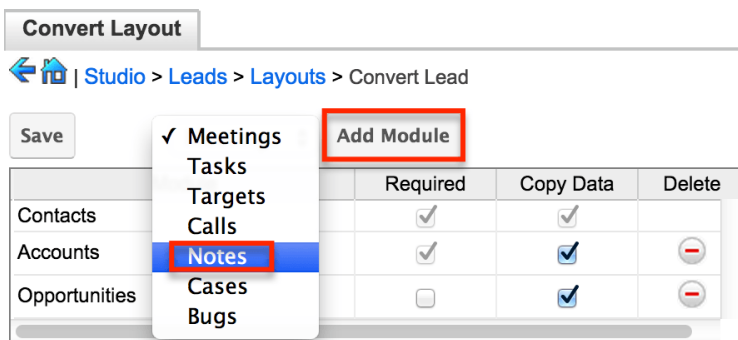 Convert Layout
| Studio > Leads > Layouts > Convert Lead
Save
✓ Meetings
Add Module
Tasks
Targets
Required Copy Data Delete
Contacts
Calls
Accounts
Notes
Opportunities
Cases
Bugs